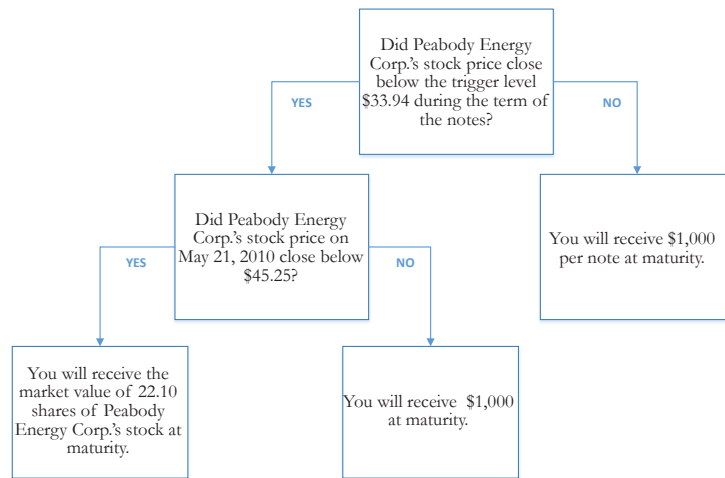 Did Peabody Energy
Corp.'s stock price close
below the trigger level
$33.94 during the term of
the notes?
YES
NO
Did Peabody Energy
Corp.'s stock price on
May 21, 2010 close below
$45.25?
You will receive $1,000
per note at maturity.
YES
NO
You will receive the
market value of 22.10
shares of Peabody
Energy Corp.'s stock at
maturity.
You will receive $1,000
at maturity.